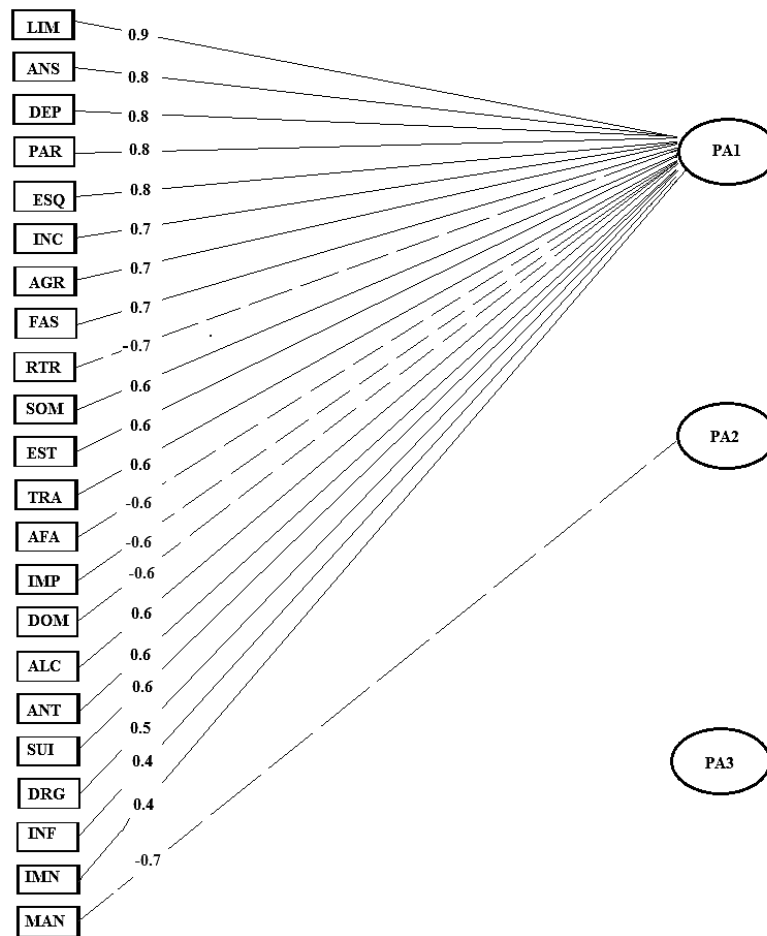 LIM
0.9
ANS
0.8
DEP
0.8
PAR
0.8
PA1
ESQ
0.8
INC
0.7
AGR
0.7
FAS
0.7
RTR
-0.7
SOM
0.6
EST
0.6
PA2
TRA
0.6
AFA
-0.6
IMP
-0.6
DOM
-0.6
ALC
0.6
ANT
0.6
SUI
0.6
DRG
0.5
PA3
INF
0.4
IMN
0.4
MAN
-0.7